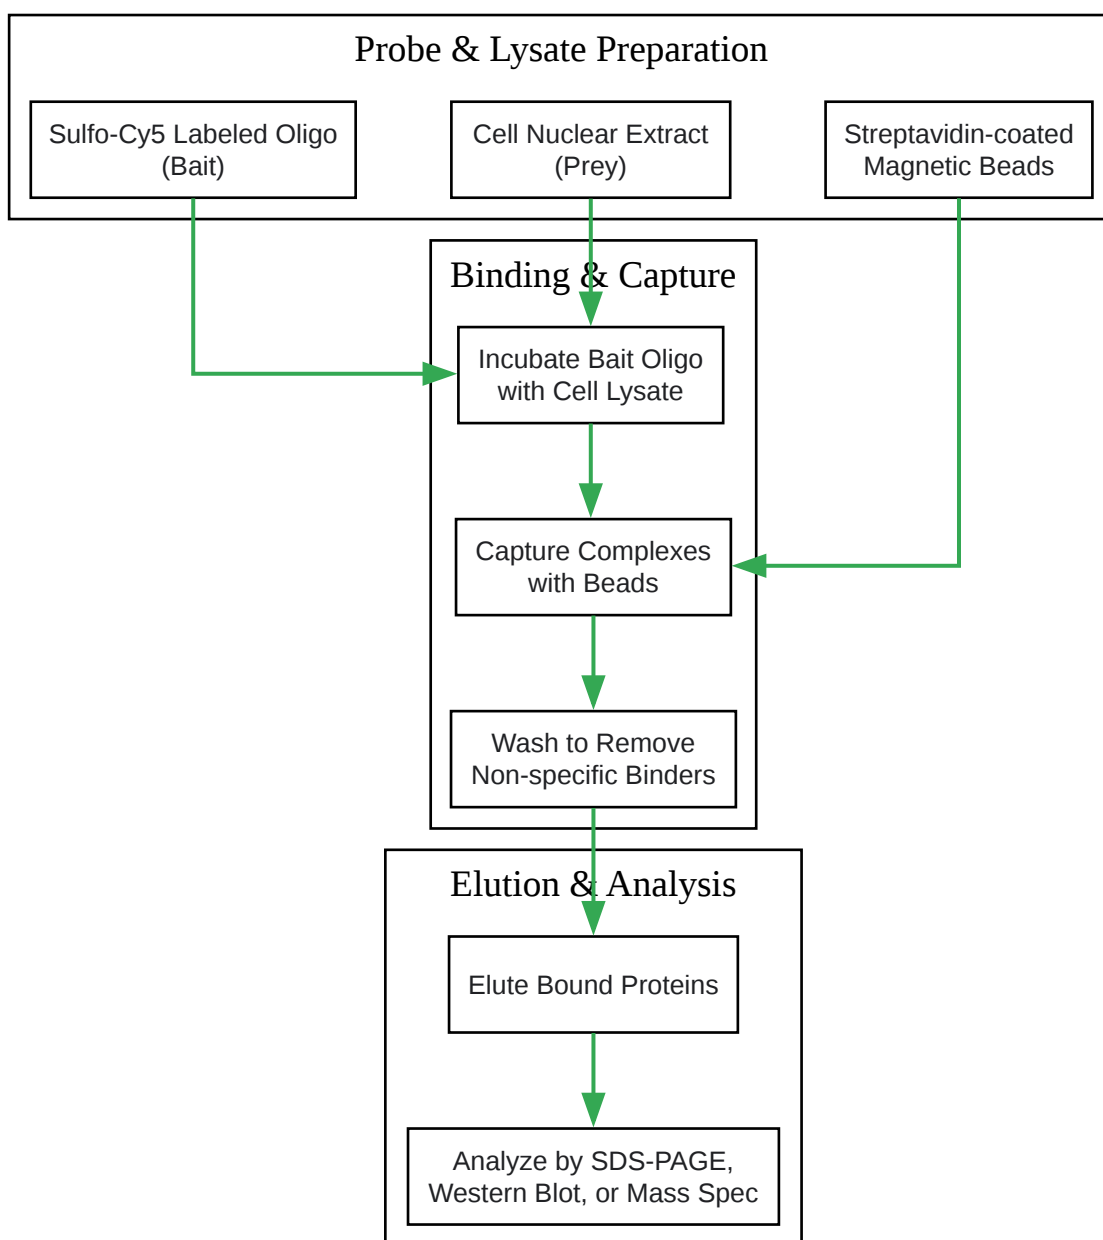 Probe & Lysate Preparation
Sulfo-Cy5 Labeled Oligo
(Bait)
Cell Nuclear Extract
(Prey)
Streptavidin-coated
Magnetic Beads
Binding & Capture
Incubate Bait Oligo
with Cell Lysate
Capture Complexes
with Beads
Wash to Remove
Non-specific Binders
Elution & Analysis
Elute Bound Proteins
Analyze by SDS-PAGE,
Western Blot, or Mass Spec